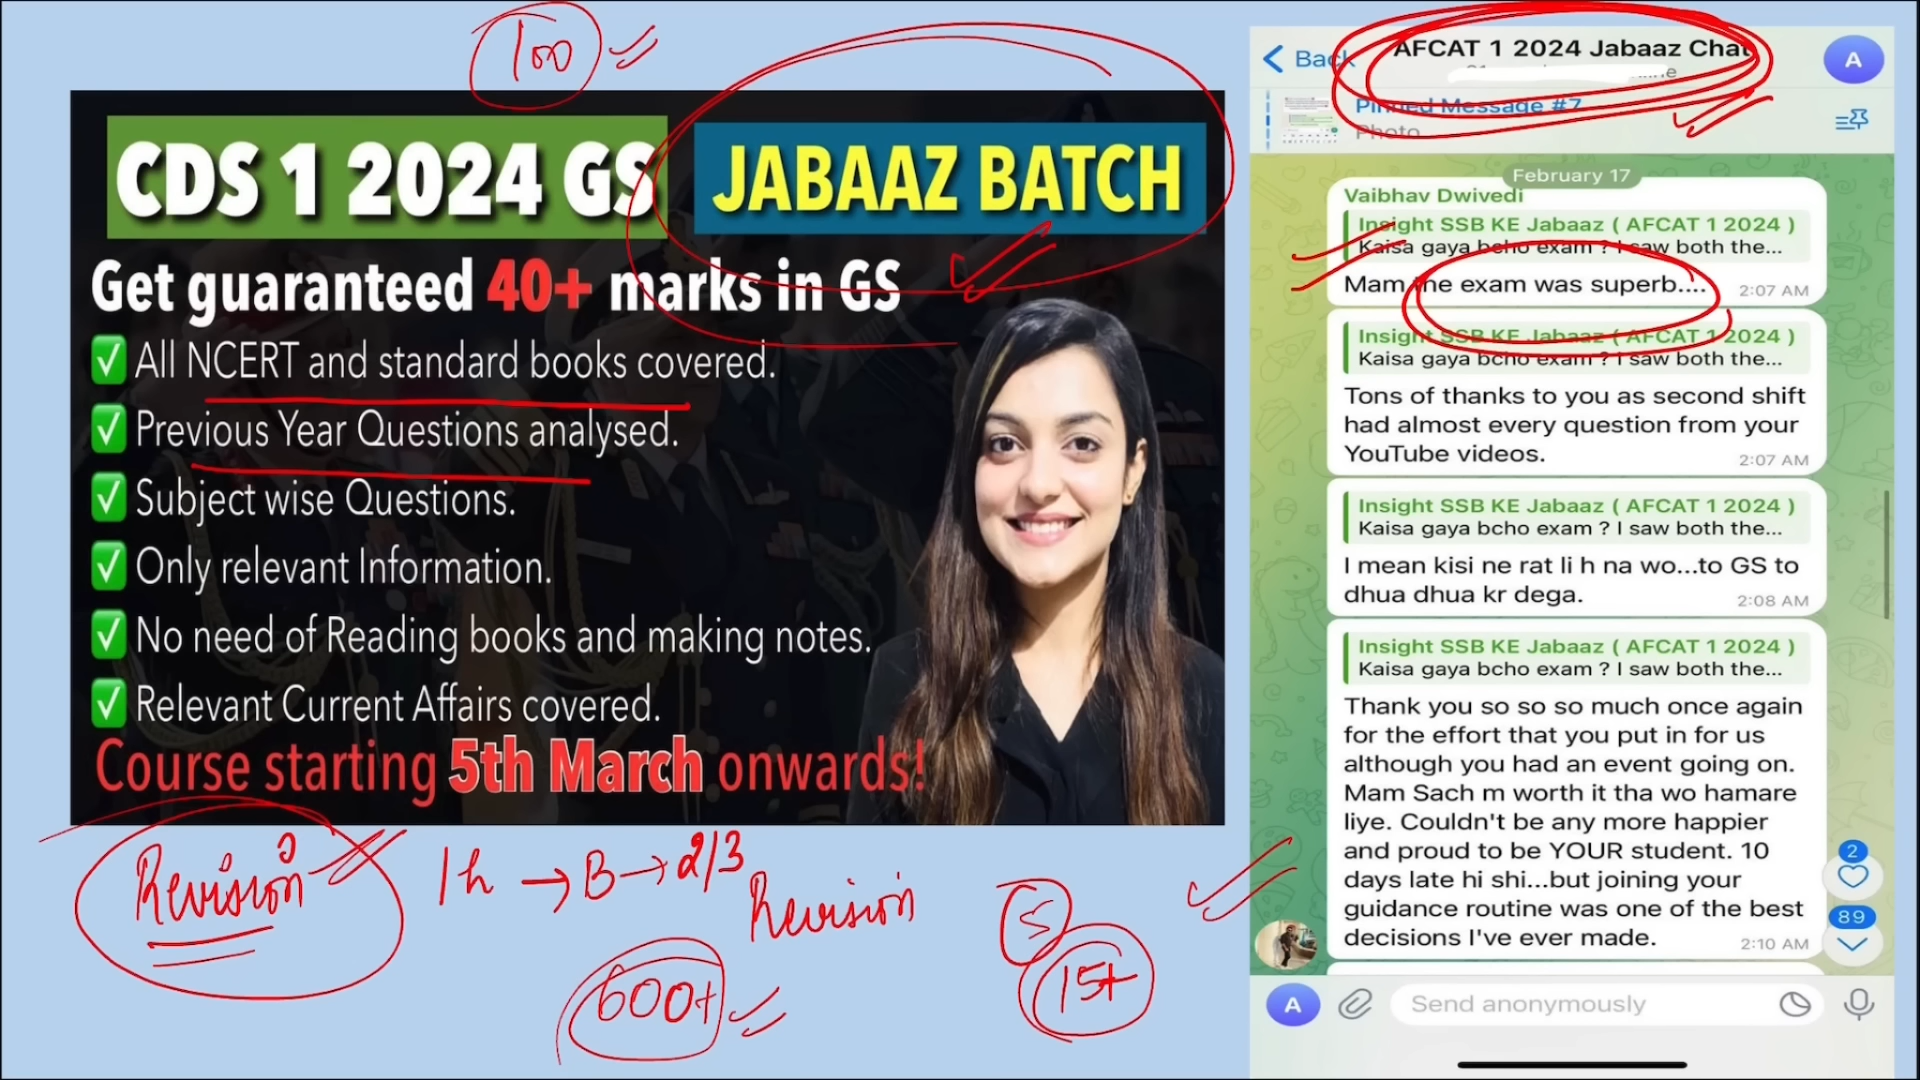 100
CDS 1 2024 GS
JABAAZ BATCH
Get guaranteed 40+ marks in GS
✅ All NCERT and standard books covered.
✅ Previous Year Questions analysed.
✅ Subject wise Questions.
✅ Only relevant Information.
✅ No need of Reading books and making notes.
✅ Relevant Current Affairs covered.
Course starting 5th March onwards!
Revision
1h → B → 2/3
Revision
600+
5
15+
Back
AFCAT 1 2024 Jabaaz Chat
A
Pinned Message #7
Photo
February 17
Vaibhav Dwivedi
Insight SSB KE Jabaaz ( AFCAT 1 2024 )
Kaisa gaya bcho exam ? I saw both the...
Mam the exam was superb....
2:07 AM
Insight SSB KE Jabaaz ( AFCAT 1 2024 )
Kaisa gaya bcho exam ? I saw both the...
Tons of thanks to you as second shift
had almost every question from your
YouTube videos.
2:07 AM
Insight SSB KE Jabaaz ( AFCAT 1 2024 )
Kaisa gaya bcho exam ? I saw both the...
I mean kisi ne rat li h na wo...to GS to
dhua dhua kr dega.
2:08 AM
Insight SSB KE Jabaaz ( AFCAT 1 2024 )
Kaisa gaya bcho exam ? I saw both the...
Thank you so so so much once again
for the effort that you put in for us
although you had an event going on.
Mam Sach m worth it tha wo hamare
liye. Couldn't be any more happier
and proud to be YOUR student. 10
days late hi shi...but joining your
guidance routine was one of the best
decisions I've ever made.
2:10 AM
2
89
A
Send anonymously